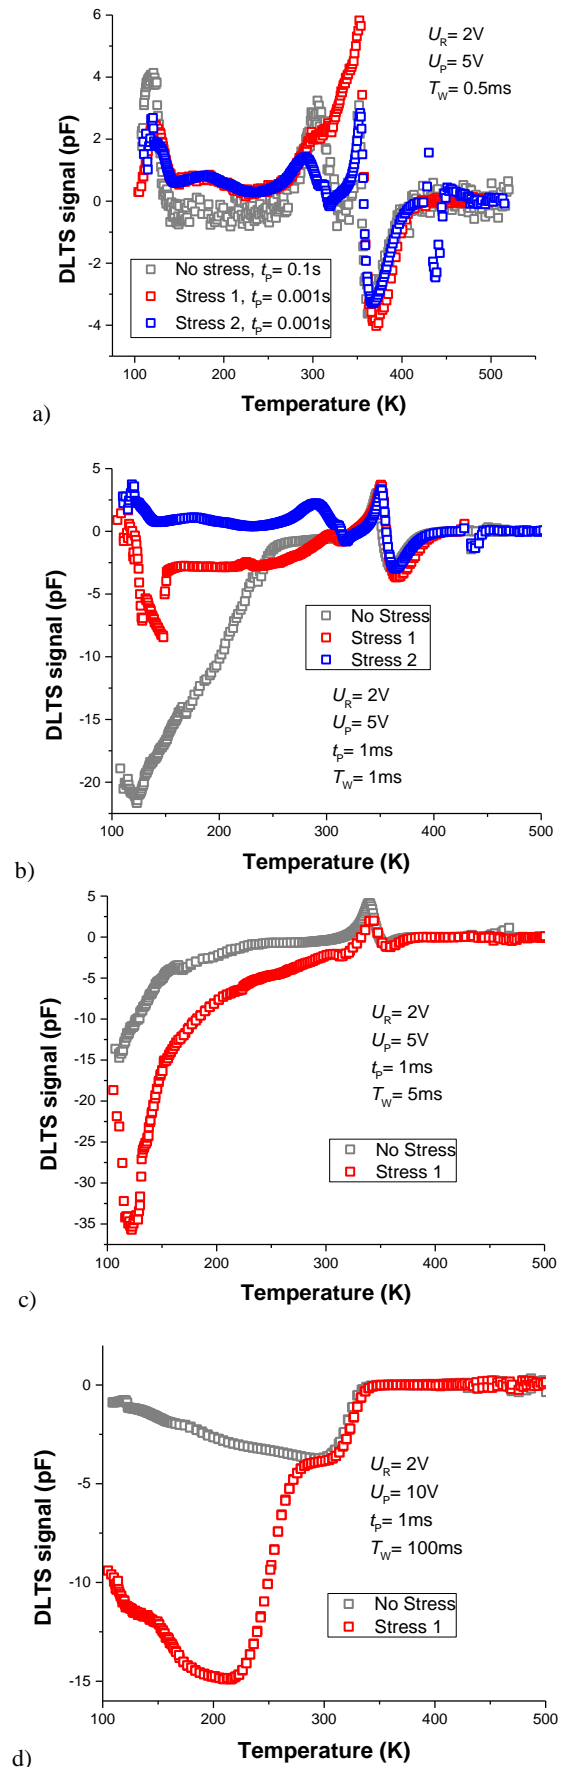 6
4
2
0
-2
-4
DLTS signal (pF)
U_R= 2V
U_P= 5V
T_W= 0.5ms
No stress, t_P= 0.1s
Stress 1, t_P= 0.001s
Stress 2, t_P= 0.001s
100 200 300 400 500
Temperature (K)
a)
5
0
-5
-10
-15
-20
DLTS signal (pF)
No Stress
Stress 1
Stress 2
U_R= 2V
U_P= 5V
t_P= 1ms
T_W= 1ms
100 200 300 400 500
Temperature (K)
b)
5
0
-5
-10
-15
-20
-25
-30
-35
DLTS signal (pF)
U_R= 2V
U_P= 5V
t_P= 1ms
T_W= 5ms
No Stress
Stress 1
100 200 300 400 500
Temperature (K)
c)
0
-5
-10
-15
DLTS signal (pF)
U_R= 2V
U_P= 10V
t_P= 1ms
T_W= 100ms
No Stress
Stress 1
100 200 300 400 500
Temperature (K)
d)